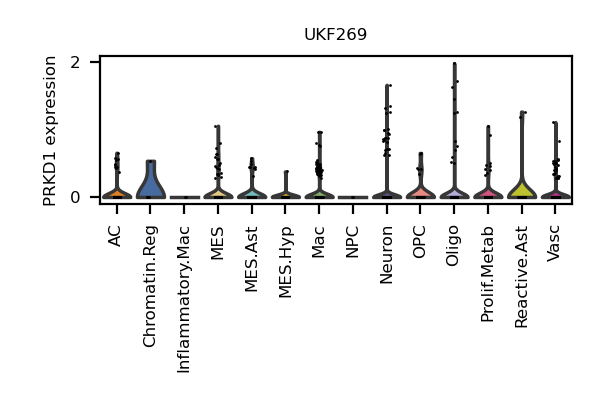 UKF269
PRKD1 expression
2
0
AC
Chromatin.Reg
Inflammatory.Mac
MES
MES.Ast
MES.Hyp
Mac
NPC
Neuron
OPC
Oligo
Prolif.Metab
Reactive.Ast
Vasc